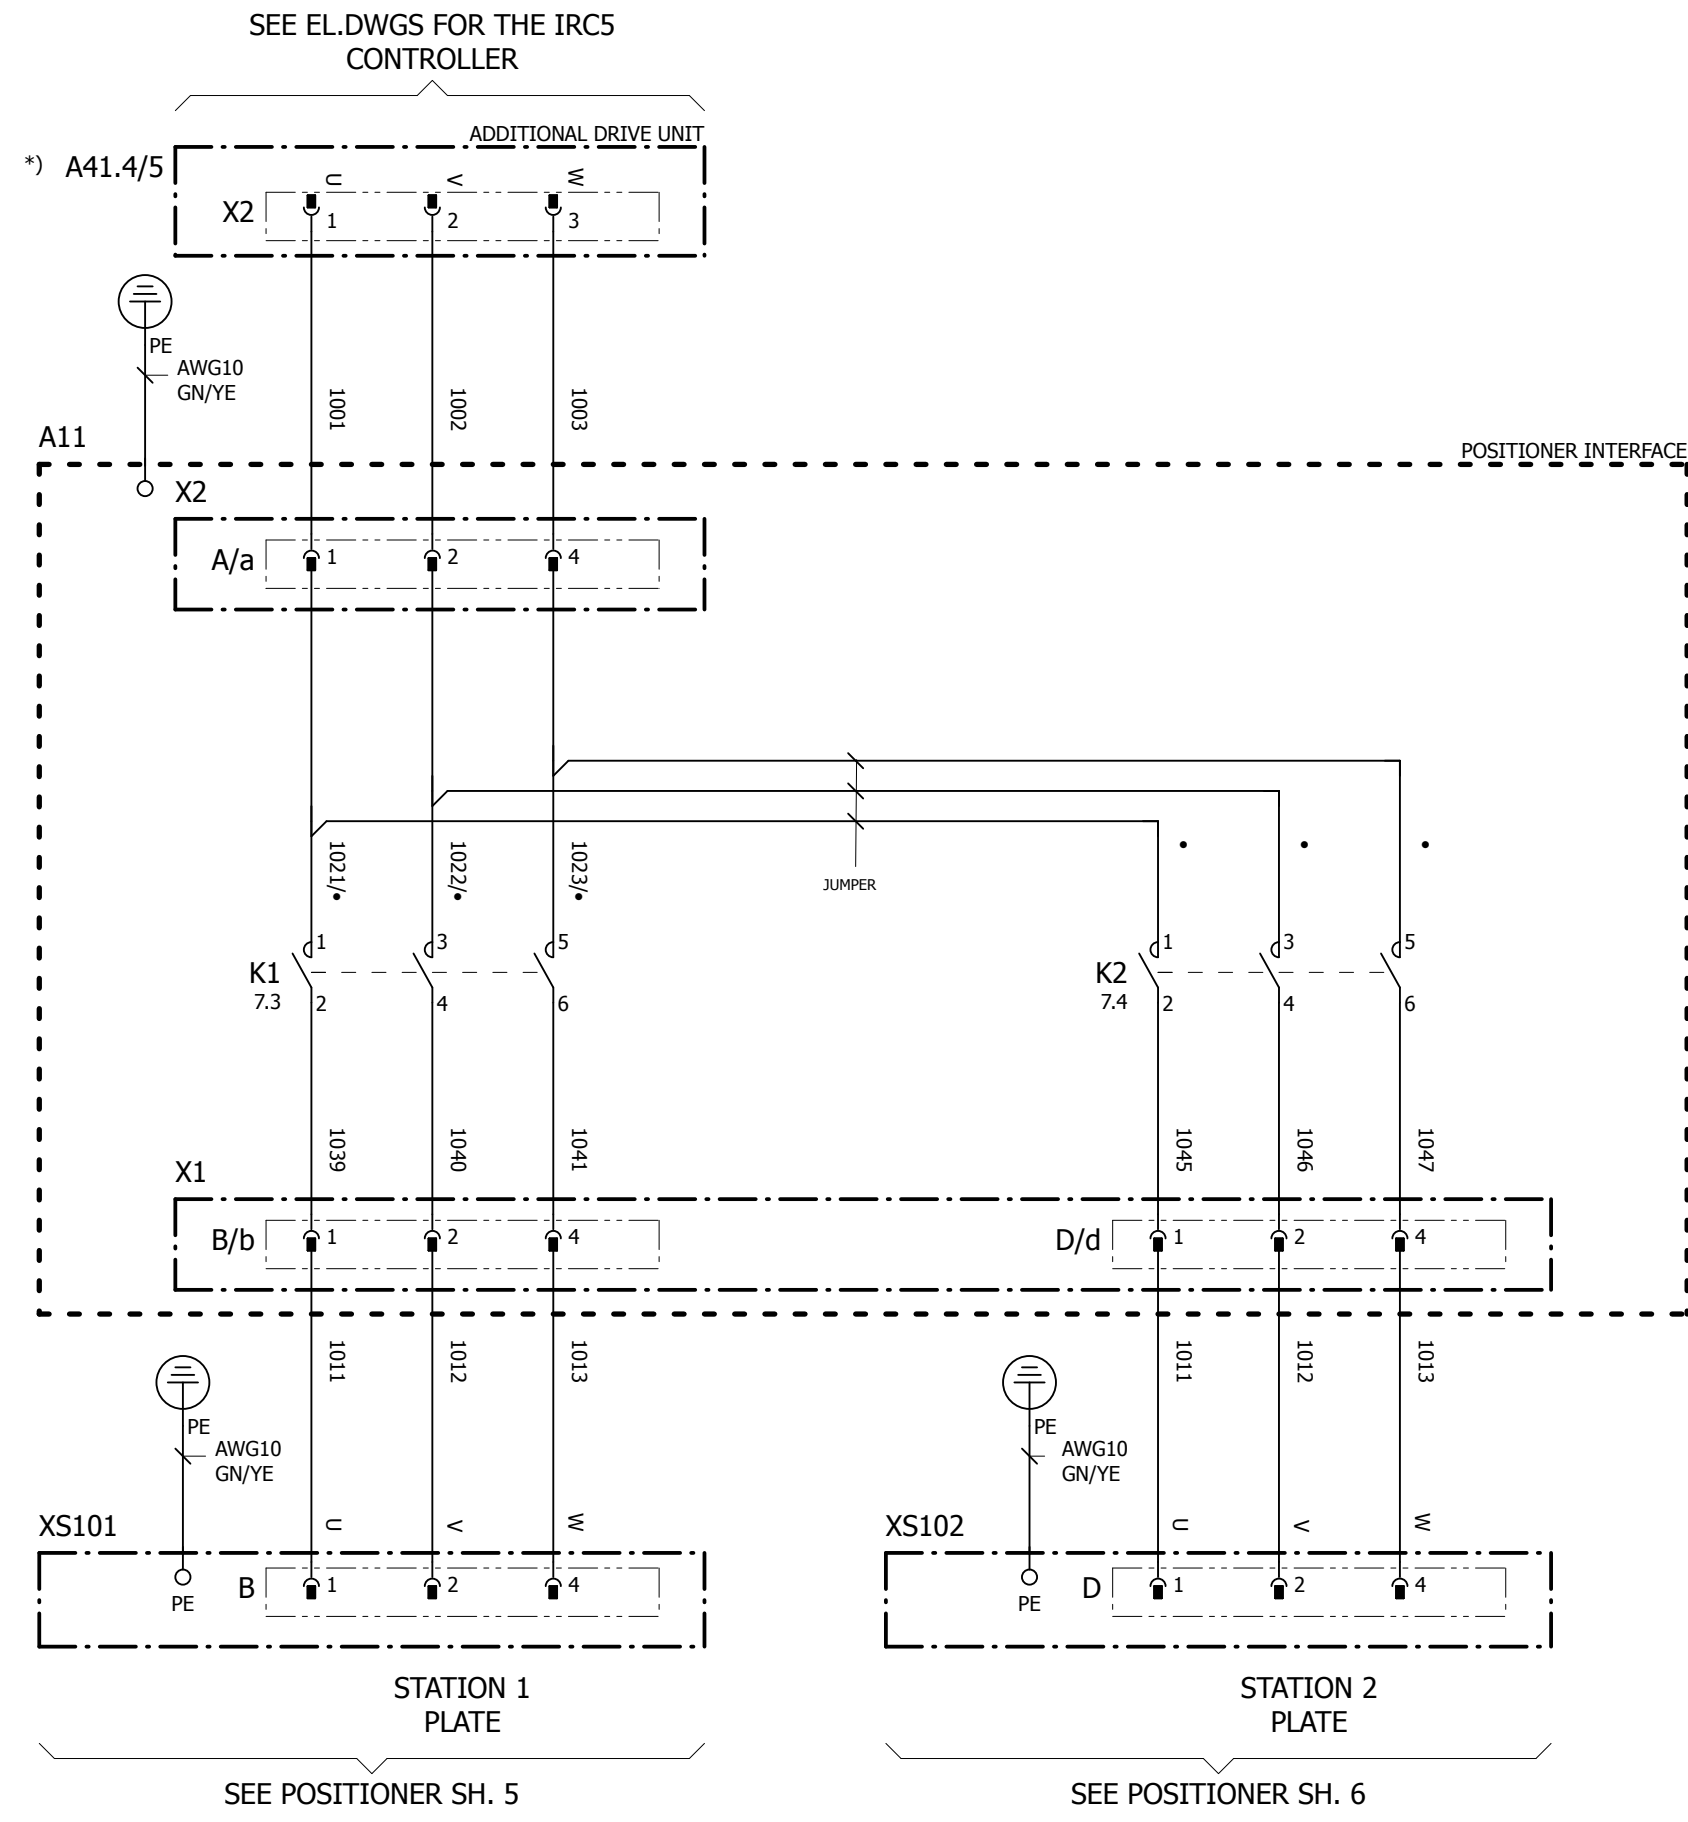 SEE EL.DWGS FOR THE IRC5
CONTROLLER
ADDITIONAL DRIVE UNIT
*) A41.4/5
U V W
X2 1 2 3
PE
AWG10
GN/YE
1001 1002 1003
A11
POSITIONER INTERFACE
X2
A/a 1 2 4
1021/• 1022/• 1023/• • • •
JUMPER
1 3 5 1 3 5
K1 K2
7.3 2 4 6 7.4 2 4 6
1039 1040 1041 1045 1046 1047
X1
B/b 1 2 4 D/d 1 2 4
1011 1012 1013 1011 1012 1013
PE PE
AWG10 AWG10
GN/YE GN/YE
XS101 U V W XS102 U V W
B 1 2 4 D 1 2 4
PE PE
STATION 1 STATION 2
PLATE PLATE
SEE POSITIONER SH. 5 SEE POSITIONER SH. 6